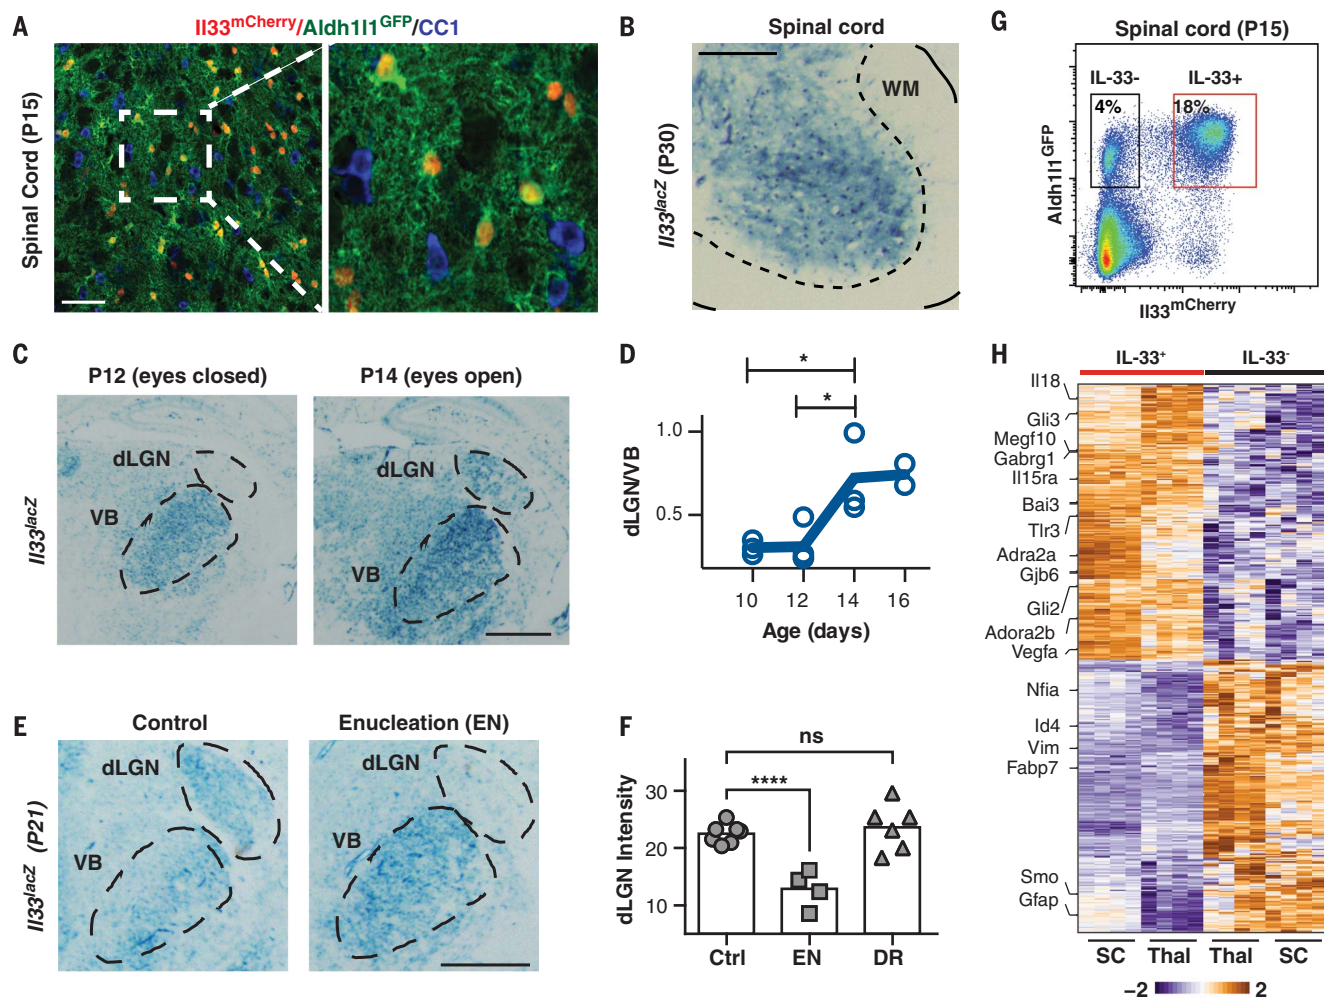 A
Il33mCherry/Aldh1l1GFP/CC1
Spinal Cord (P15)
B
Spinal cord
Il33lacZ (P30)
WM
G
Spinal cord (P15)
IL-33-
IL-33+
4%
18%
Aldh1l1GFP
Il33mCherry
C
P12 (eyes closed)
P14 (eyes open)
Il33lacZ
dLGN
VB
dLGN
VB
D
*
*
dLGN/VB
1.0
0.5
10
12
14
16
Age (days)
E
Control
Enucleation (EN)
Il33lacZ (P21)
dLGN
VB
dLGN
VB
F
ns
****
dLGN Intensity
30
20
10
Ctrl
EN
DR
H
IL-33+
IL-33-
Il18
Gli3
Megf10
Gabrg1
Il15ra
Bai3
Tlr3
Adra2a
Gjb6
Gli2
Adora2b
Vegfa
Nfia
Id4
Vim
Fabp7
Smo
Gfap
SC
Thal
Thal
SC
−2
2